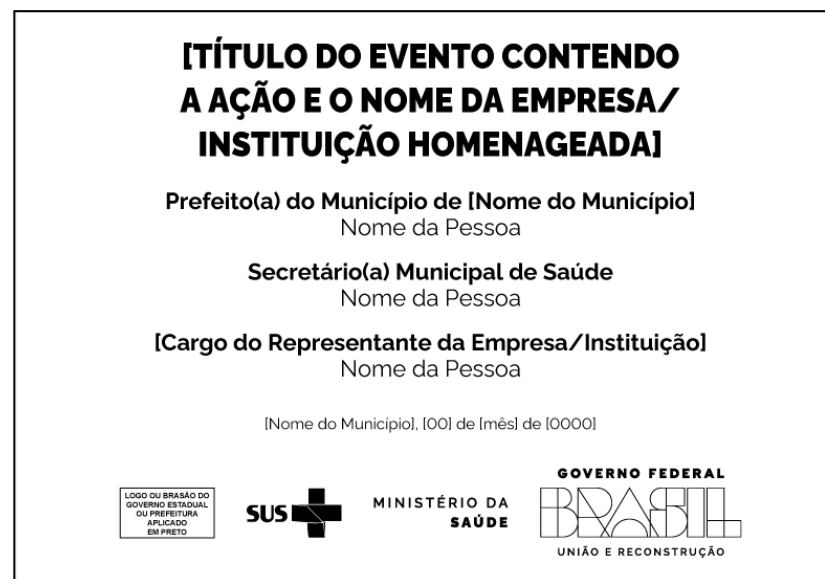 [TÍTULO DO EVENTO CONTENDO
A AÇÃO E O NOME DA EMPRESA/
INSTITUIÇÃO HOMENAGEADA]
Prefeito(a) do Município de [Nome do Município]
Nome da Pessoa
Secretário(a) Municipal de Saúde
Nome da Pessoa
[Cargo do Representante da Empresa/Instituição]
Nome da Pessoa
[Nome do Município], [00] de [mês] de [0000]
LOGO OU BRASÃO DO
GOVERNO ESTADUAL
OU PREFEITURA
APLICADO
EM PRETO
SUS
MINISTÉRIO DA
SAÚDE
GOVERNO FEDERAL
BRASIL
UNIÃO E RECONSTRUÇÃO